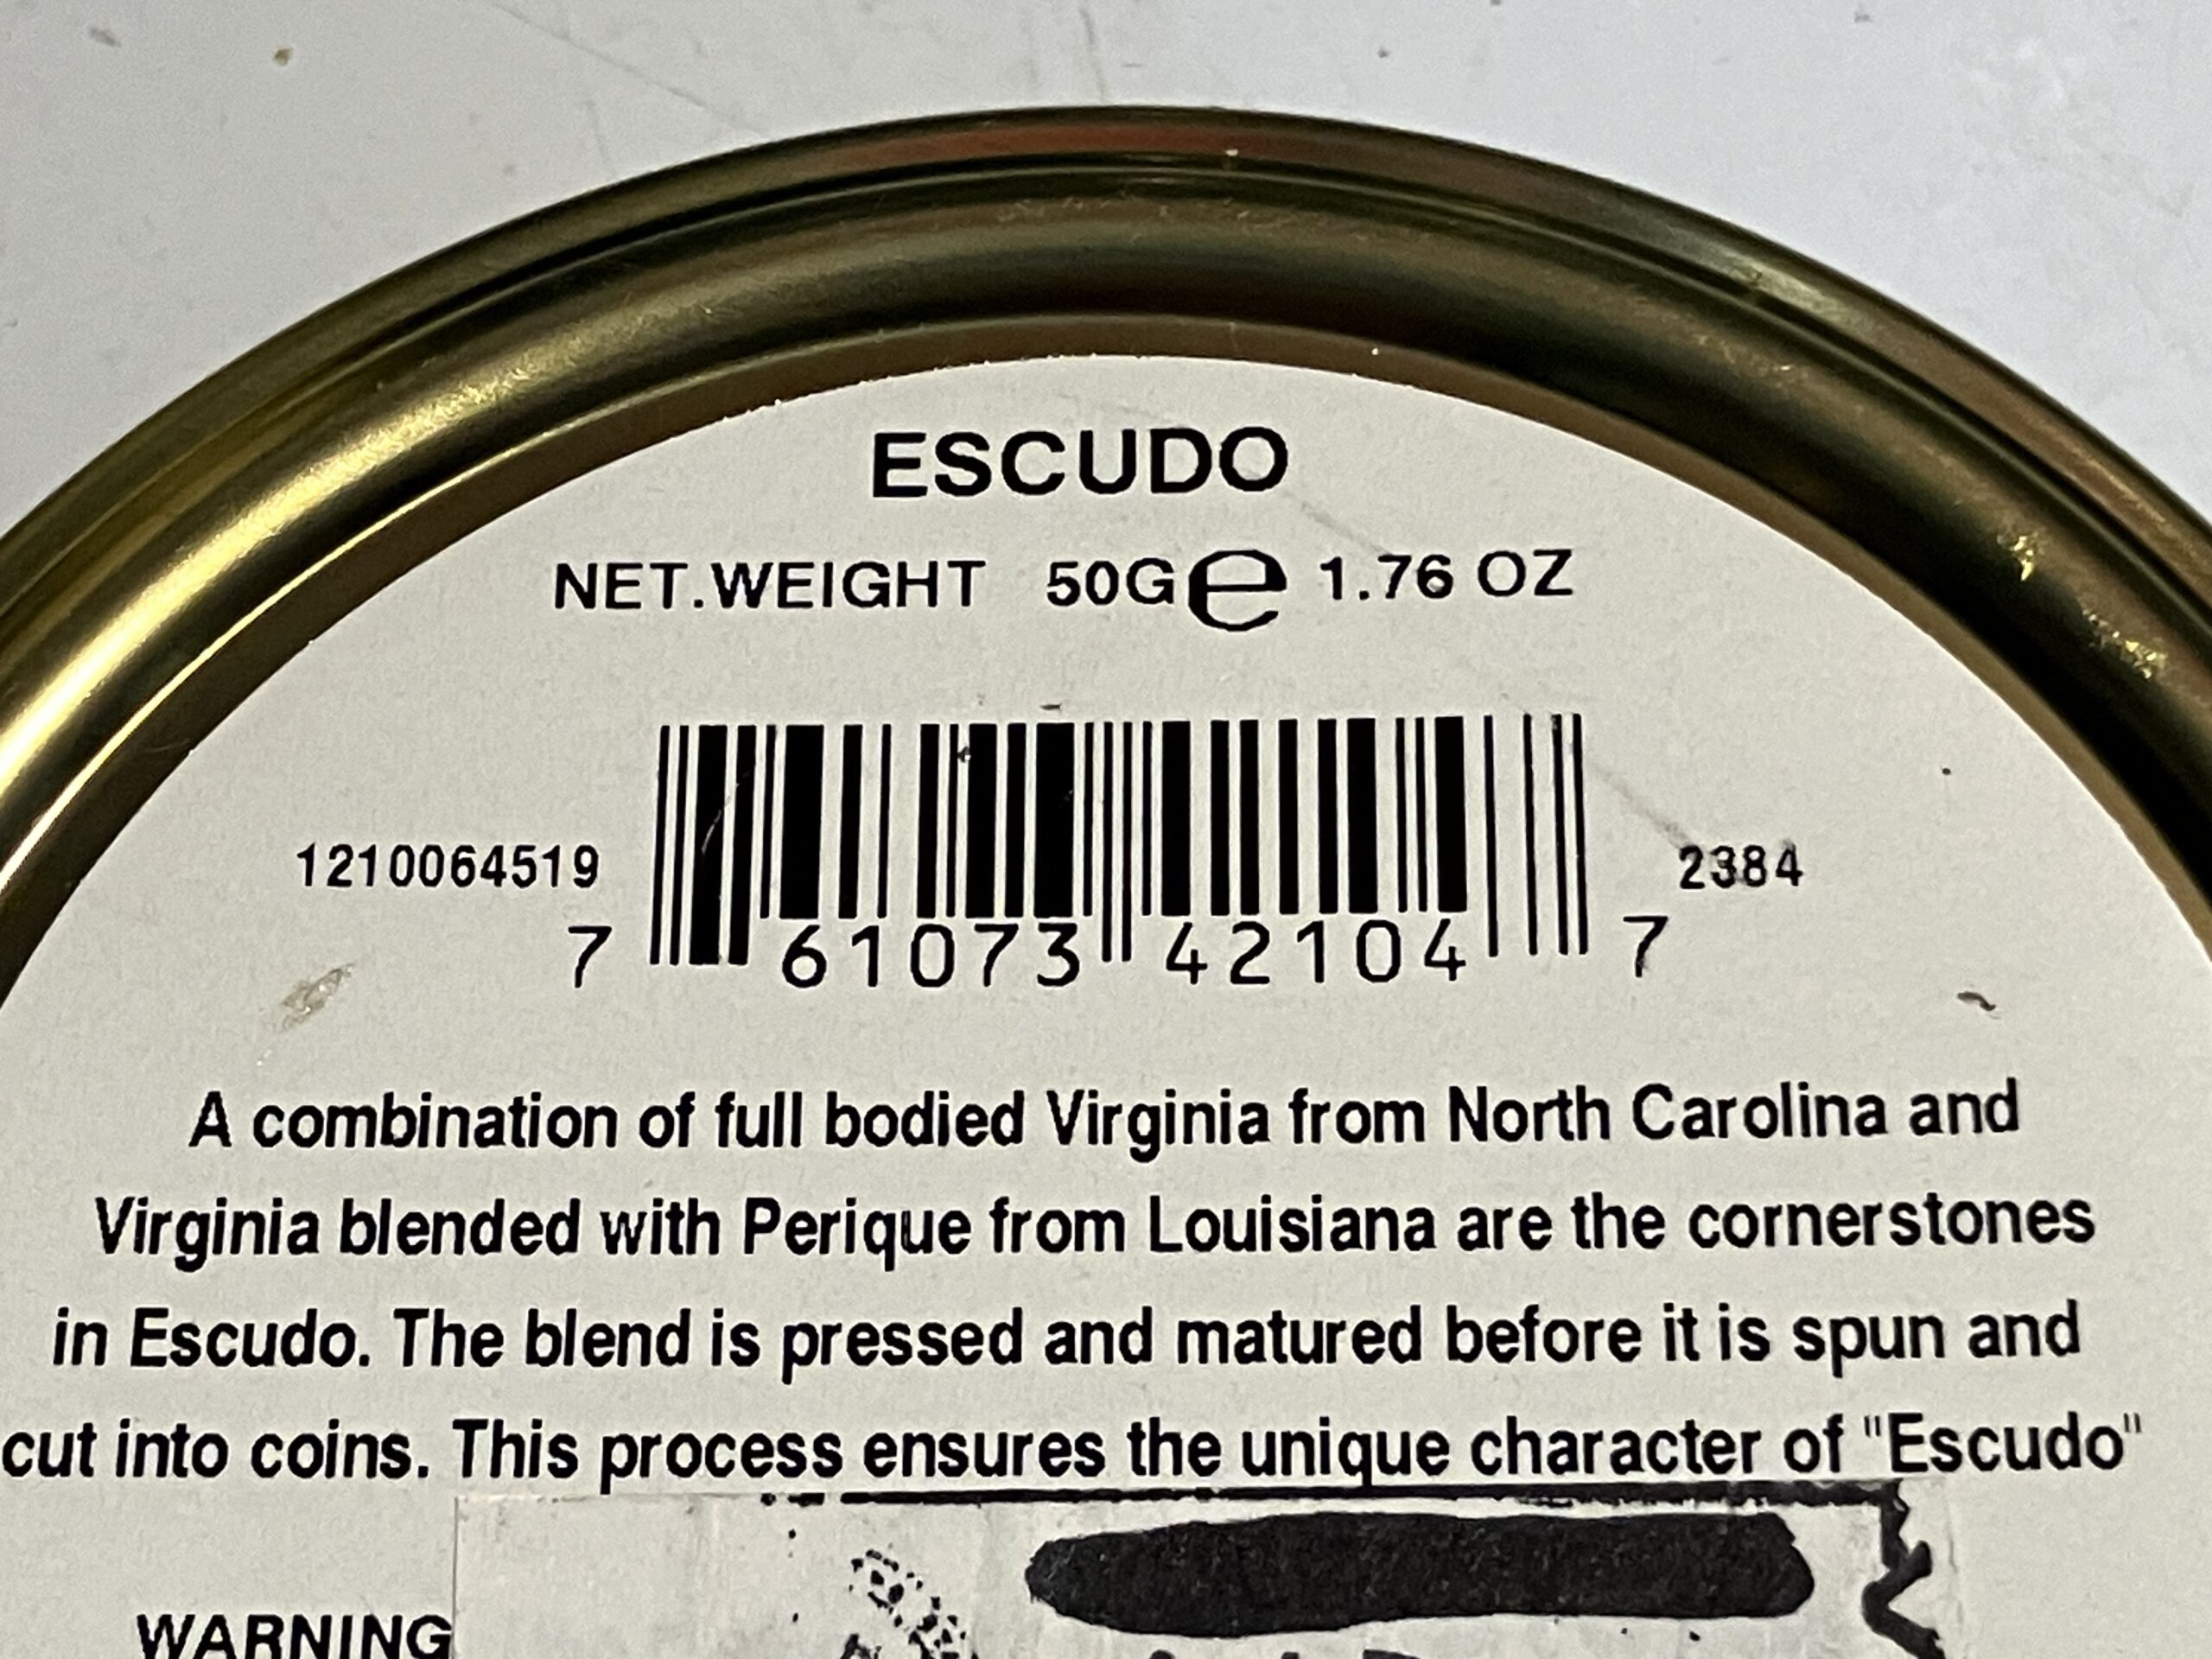 ESCUDO
NET.WEIGHT 50G℮ 1.76 OZ
1210064519
2384
7 61073 42104 7
A combination of full bodied Virginia from North Carolina and
Virginia blended with Perique from Louisiana are the cornerstones
in Escudo. The blend is pressed and matured before it is spun and
cut into coins. This process ensures the unique character of "Escudo"
WARNING